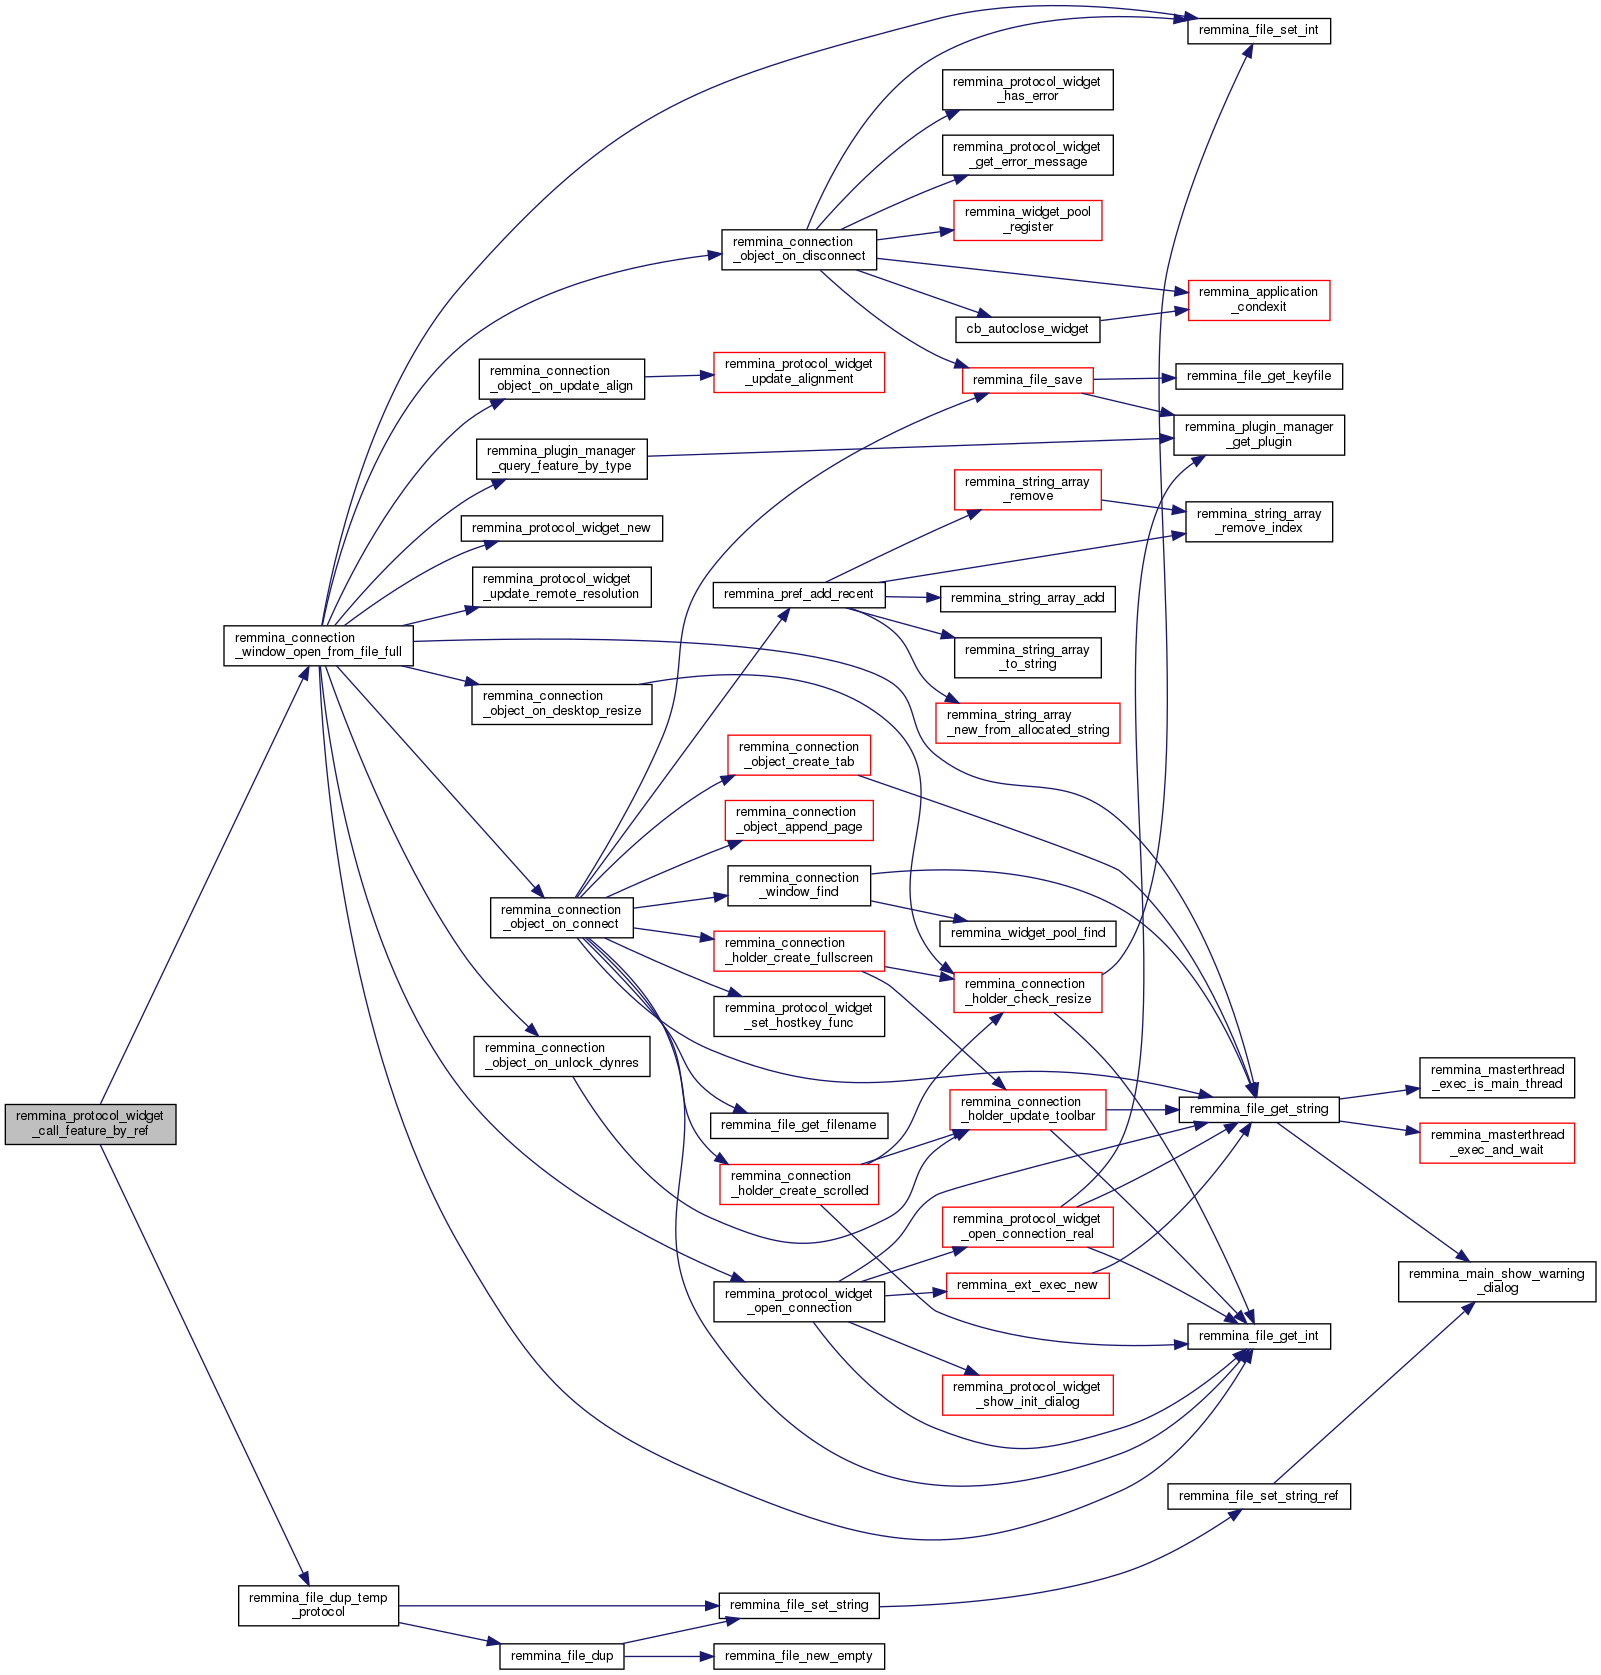 remmina_file_set_int
remmina_protocol_widget
_has_error
remmina_protocol_widget
_get_error_message
remmina_widget_pool
_register
remmina_connection
_object_on_disconnect
remmina_application
_condexit
cb_autoclose_widget
remmina_connection
_object_on_update_align
remmina_protocol_widget
_update_alignment
remmina_file_save
remmina_file_get_keyfile
remmina_plugin_manager
_get_plugin
remmina_plugin_manager
_query_feature_by_type
remmina_string_array
_remove
remmina_string_array
_remove_index
remmina_protocol_widget_new
remmina_protocol_widget
_update_remote_resolution
remmina_pref_add_recent
remmina_string_array_add
remmina_connection
_window_open_from_file_full
remmina_string_array
_to_string
remmina_connection
_object_on_desktop_resize
remmina_string_array
_new_from_allocated_string
remmina_connection
_object_create_tab
remmina_connection
_object_append_page
remmina_connection
_window_find
remmina_connection
_object_on_connect
remmina_widget_pool_find
remmina_connection
_holder_create_fullscreen
remmina_connection
_holder_check_resize
remmina_protocol_widget
_set_hostkey_func
remmina_connection
_object_on_unlock_dynres
remmina_masterthread
_exec_is_main_thread
remmina_connection
_holder_update_toolbar
remmina_file_get_string
remmina_protocol_widget
_call_feature_by_ref
remmina_file_get_filename
remmina_masterthread
_exec_and_wait
remmina_connection
_holder_create_scrolled
remmina_protocol_widget
_open_connection_real
remmina_main_show_warning
_dialog
remmina_ext_exec_new
remmina_protocol_widget
_open_connection
remmina_file_get_int
remmina_protocol_widget
_show_init_dialog
remmina_file_set_string_ref
remmina_file_dup_temp
_protocol
remmina_file_set_string
remmina_file_dup
remmina_file_new_empty